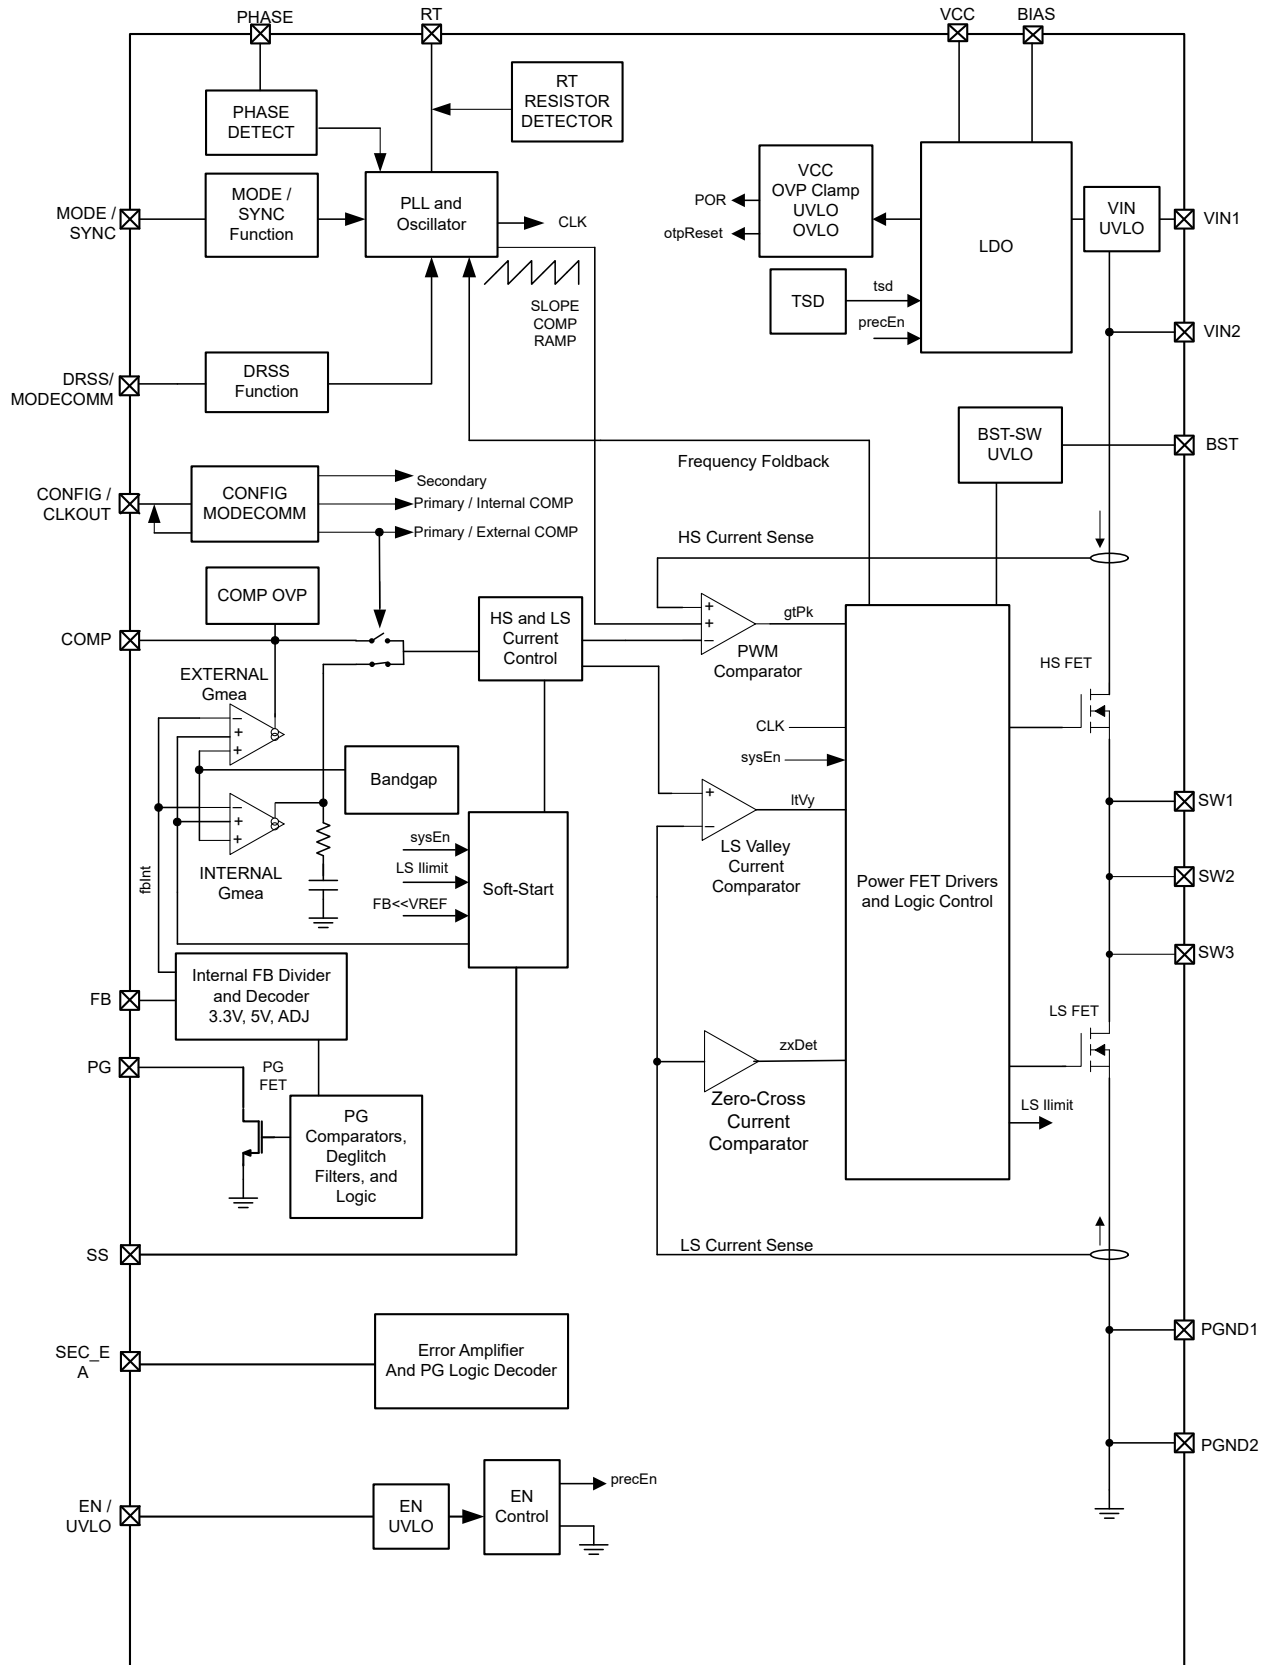 PHASE
RT
VCC
BIAS
RT
RESISTOR
DETECTOR
PHASE
DETECT
MODE /
SYNC
MODE /
SYNC
Function
PLL and
Oscillator
CLK
SLOPE
COMP
RAMP
POR
otpReset
VCC
OVP Clamp
UVLO
OVLO
LDO
VIN
UVLO
VIN1
TSD
tsd
precEn
VIN2
DRSS/
MODECOMM
DRSS
Function
BST-SW
UVLO
BST
Frequency Foldback
CONFIG /
CLKOUT
CONFIG
MODECOMM
Secondary
Primary / Internal COMP
Primary / External COMP
HS Current Sense
COMP OVP
COMP
HS and LS
Current
Control
+
+
−
gtPk
PWM
Comparator
HS FET
EXTERNAL
Gmea
−
+
+
Bandgap
CLK
sysEn
−
+
+
INTERNAL
Gmea
fbInt
+
−
ltVy
LS Valley
Current
Comparator
SW1
sysEn
LS Ilimit
FB<<VREF
Soft-Start
Power FET Drivers
and Logic Control
SW2
SW3
FB
Internal FB Divider
and Decoder
3.3V, 5V, ADJ
LS FET
PG
PG
FET
PG
Comparators,
Deglitch
Filters, and
Logic
zxDet
Zero-Cross
Current
Comparator
LS Ilimit
SS
LS Current Sense
SEC_E
A
Error Amplifier
And PG Logic Decoder
PGND1
PGND2
EN /
UVLO
EN
UVLO
EN
Control
precEn